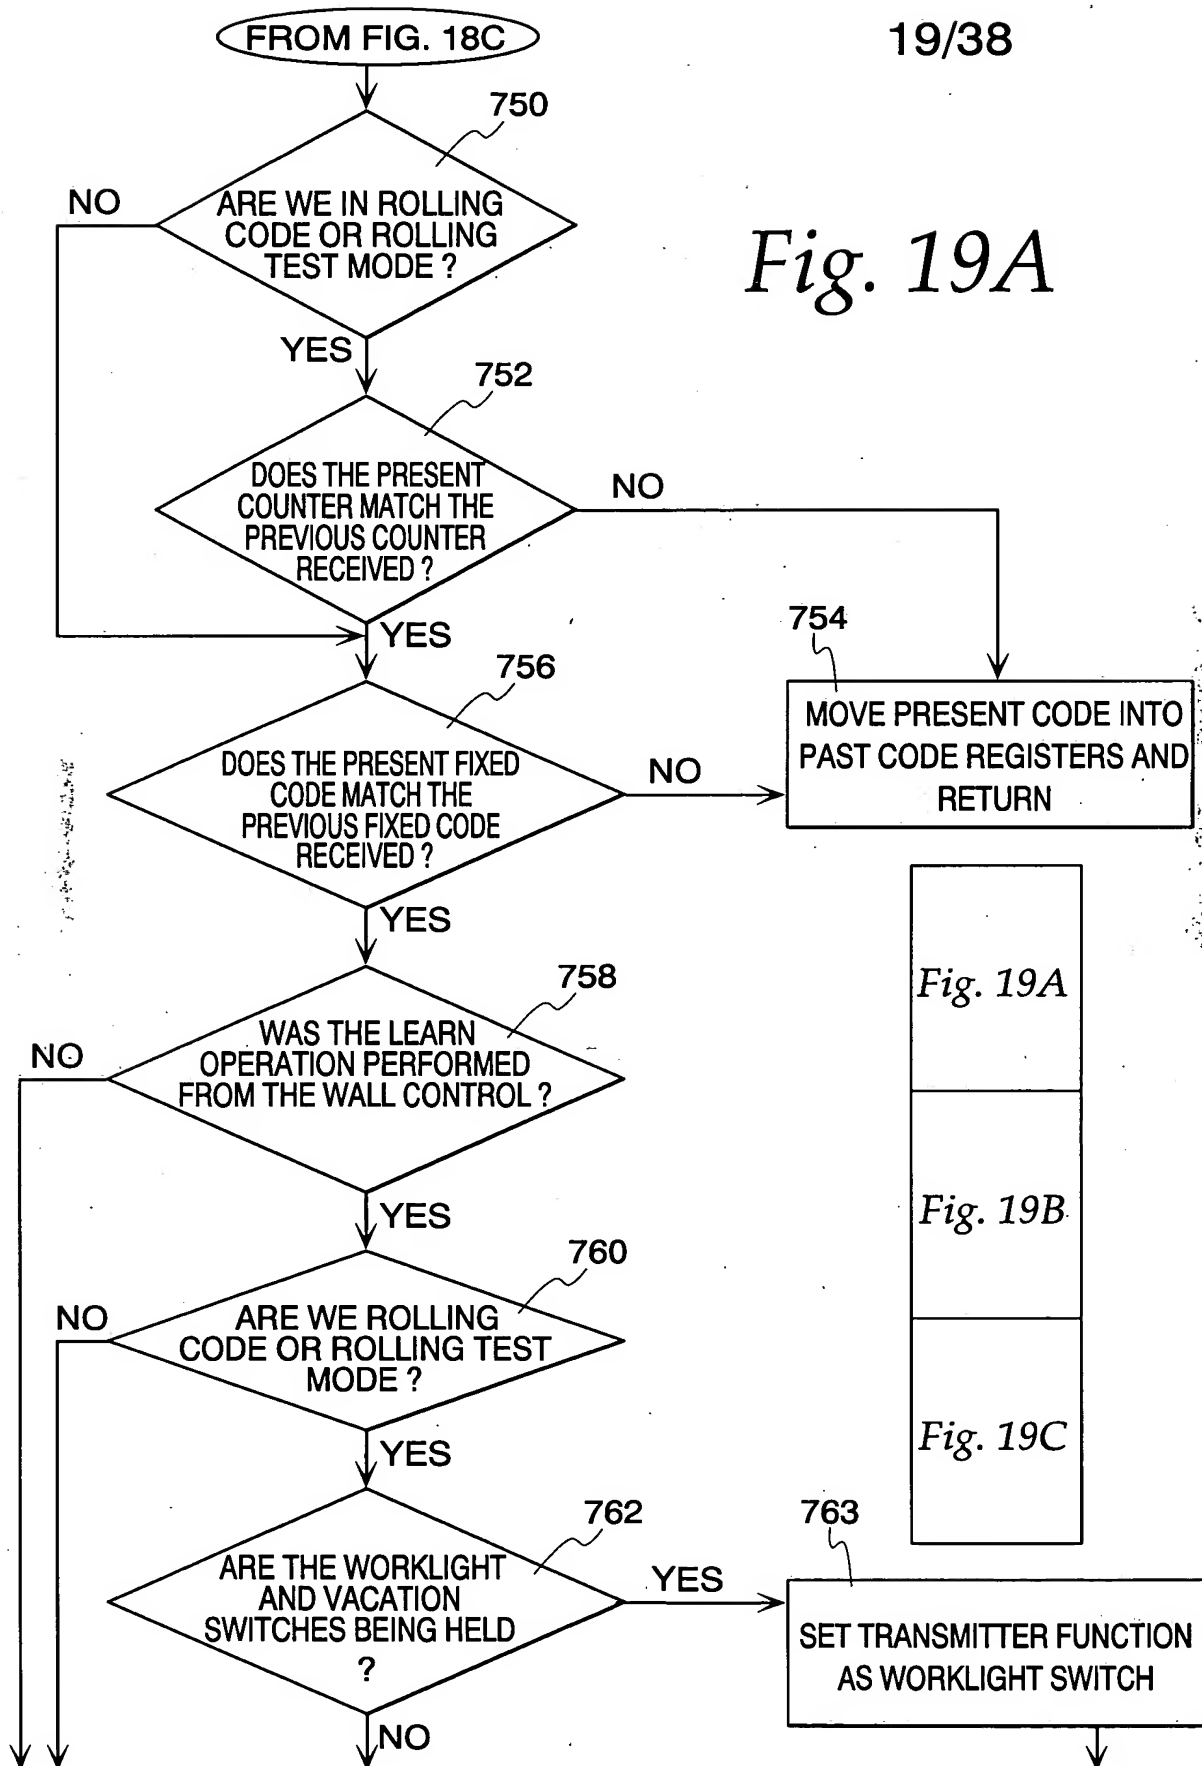 FROM FIG. 18C
19/38
Fig. 19A
750
NO
ARE WE IN ROLLING
CODE OR ROLLING
TEST MODE ?
YES
752
DOES THE PRESENT
COUNTER MATCH THE
PREVIOUS COUNTER
RECEIVED ?
NO
YES
754
MOVE PRESENT CODE INTO
PAST CODE REGISTERS AND
RETURN
756
DOES THE PRESENT FIXED
CODE MATCH THE
PREVIOUS FIXED CODE
RECEIVED ?
NO
YES
758
NO
WAS THE LEARN
OPERATION PERFORMED
FROM THE WALL CONTROL ?
YES
760
NO
ARE WE ROLLING
CODE OR ROLLING TEST
MODE ?
YES
762
ARE THE WORKLIGHT
AND VACATION
SWITCHES BEING HELD
?
YES
NO
763
SET TRANSMITTER FUNCTION
AS WORKLIGHT SWITCH
Fig. 19A
Fig. 19B
Fig. 19C